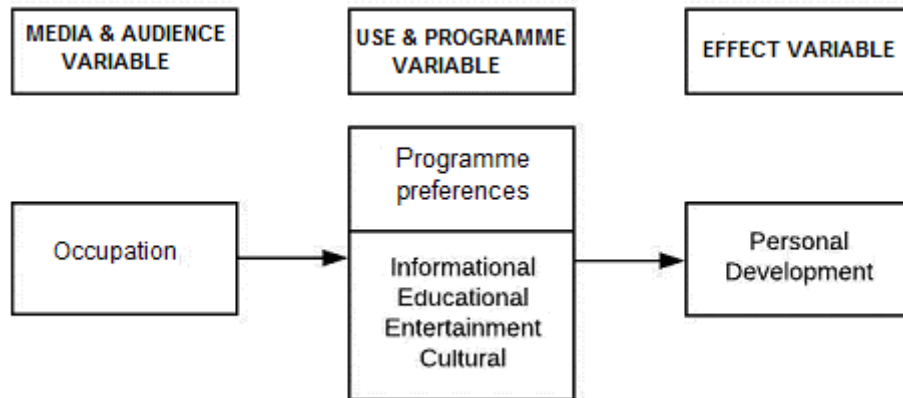 MEDIA & AUDIENCE
VARIABLE
USE & PROGRAMME
VARIABLE
EFFECT VARIABLE
Occupation
Programme
preferences
Informational
Educational
Entertainment
Cultural
Personal
Development